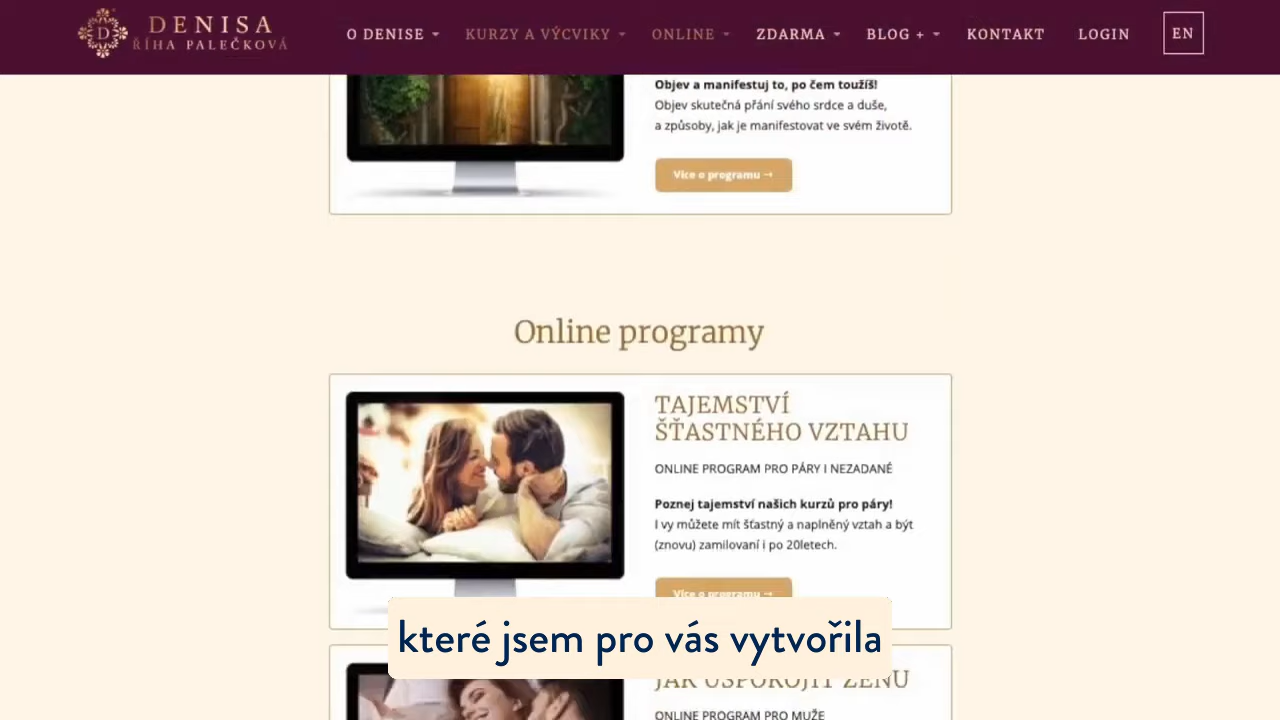 DENISA
ŘÍHA PALEČKOVÁ
O DENISE
KURZY A VÝCVIKY
ONLINE
ZDARMA
BLOG +
KONTAKT
LOGIN
EN
Objev a manifestuj to, po čem toužíš!
Objev skutečná přání svého srdce a duše,
a způsoby, jak je manifestovat ve svém životě.
Více o programu →
Online programy
TAJEMSTVÍ
ŠŤASTNÉHO VZTAHU
ONLINE PROGRAM PRO PÁRY I NEZADANÉ
Poznej tajemství našich kurzů pro páry!
I vy můžete mít šťastný a naplněný vztah a být
(znovu) zamilovaní i po 20letech.
Více o programu →
které jsem pro vás vytvořila
JAK USPOKOJIT ŽENU
ONLINE PROGRAM PRO MUŽE